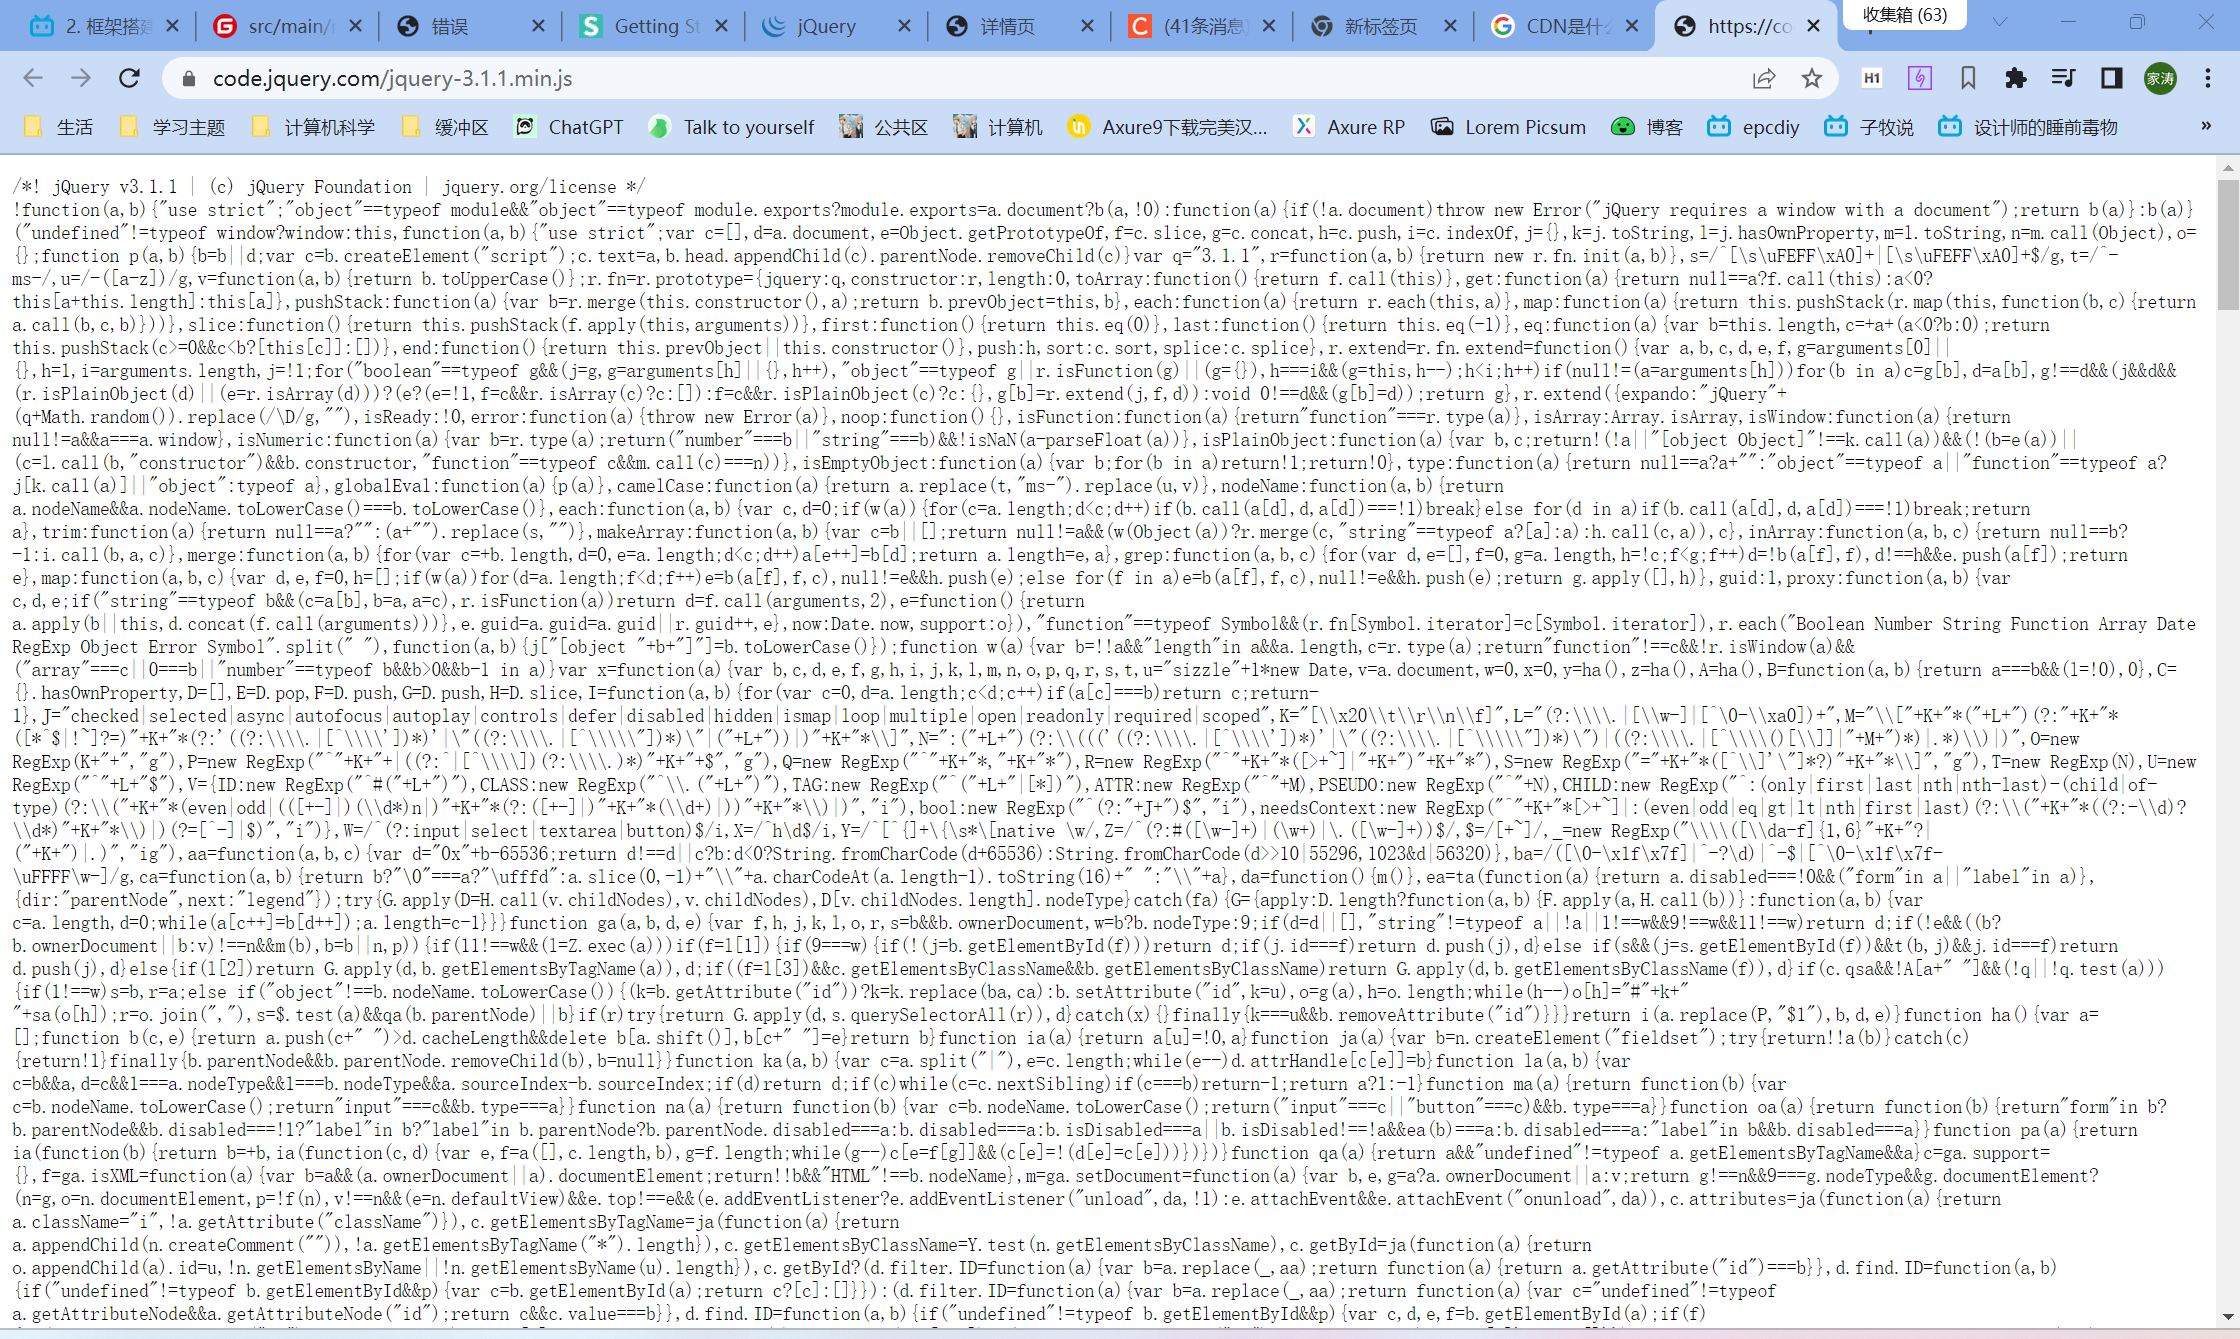 2. 框架搭建
src/main/r
错误
Getting St
jQuery
详情页
(41条消息)
新标签页
CDN是什么
https://co
收集箱 (63)
code.jquery.com/jquery-3.1.1.min.js
H1
家涛
生活
学习主题
计算机科学
缓冲区
ChatGPT
Talk to yourself
公共区
计算机
Axure9下载完美汉...
Axure RP
Lorem Picsum
博客
epcdiy
子牧说
设计师的睡前毒物
»
/*! jQuery v3.1.1 | (c) jQuery Foundation | jquery.org/license */
!function(a,b){"use strict";"object"==typeof module&&"object"==typeof module.exports?module.exports=a.document?b(a,!0):function(a){if(!a.document)throw new Error("jQuery requires a window with a document");return b(a)}:b(a)}
("undefined"!=typeof window?window:this,function(a,b){"use strict";var c=[],d=a.document,e=Object.getPrototypeOf,f=c.slice,g=c.concat,h=c.push,i=c.indexOf,j={},k=j.toString,l=j.hasOwnProperty,m=l.toString,n=m.call(Object),o=
{};function p(a,b){b=b||d;var c=b.createElement("script");c.text=a,b.head.appendChild(c).parentNode.removeChild(c)}var q="3.1.1",r=function(a,b){return new r.fn.init(a,b)},s=/^[\s\uFEFF\xA0]+|[\s\uFEFF\xA0]+$/g,t=/^-
ms-/,u=/-([a-z])/g,v=function(a,b){return b.toUpperCase()};r.fn=r.prototype={jquery:q,constructor:r,length:0,toArray:function(){return f.call(this)},get:function(a){return null==a?f.call(this):a<0?
this[a+this.length]:this[a]},pushStack:function(a){var b=r.merge(this.constructor(),a);return b.prevObject=this,b},each:function(a){return r.each(this,a)},map:function(a){return this.pushStack(r.map(this,function(b,c){return
a.call(b,c,b)}))},slice:function(){return this.pushStack(f.apply(this,arguments))},first:function(){return this.eq(0)},last:function(){return this.eq(-1)},eq:function(a){var b=this.length,c=+a+(a<0?b:0);return
this.pushStack(c>=0&&c<b?[this[c]]:[])},end:function(){return this.prevObject||this.constructor()},push:h,sort:c.sort,splice:c.splice},r.extend=r.fn.extend=function(){var a,b,c,d,e,f,g=arguments[0]||
{},h=1,i=arguments.length,j=!1;for("boolean"==typeof g&&(j=g,g=arguments[h]||{},h++),"object"==typeof g||r.isFunction(g)||(g={}),h===i&&(g=this,h--);h<i;h++)if(null!=(a=arguments[h]))for(b in a)c=g[b],d=a[b],g!==d&&(j&&d&&
(r.isPlainObject(d)||(e=r.isArray(d)))?(e?(e=!1,f=c&&r.isArray(c)?c:[]):f=c&&r.isPlainObject(c)?c:{},g[b]=r.extend(j,f,d)):void 0!==d&&(g[b]=d));return g},r.extend({expando:"jQuery"+
(q+Math.random()).replace(/\D/g,""),isReady:!0,error:function(a){throw new Error(a)},noop:function(){},isFunction:function(a){return"function"===r.type(a)},isArray:Array.isArray,isWindow:function(a){return
null!=a&&a===a.window},isNumeric:function(a){var b=r.type(a);return("number"===b||"string"===b)&&!isNaN(a-parseFloat(a))},isPlainObject:function(a){var b,c;return!(!a||"[object Object]"!==k.call(a))&&(!(b=e(a))||
(c=l.call(b,"constructor")&&b.constructor,"function"==typeof c&&m.call(c)===n))},isEmptyObject:function(a){var b;for(b in a)return!1;return!0},type:function(a){return null==a?a+"":"object"==typeof a||"function"==typeof a?
j[k.call(a)]||"object":typeof a},globalEval:function(a){p(a)},camelCase:function(a){return a.replace(t,"ms-").replace(u,v)},nodeName:function(a,b){return
a.nodeName&&a.nodeName.toLowerCase()===b.toLowerCase()},each:function(a,b){var c,d=0;if(w(a)){for(c=a.length;d<c;d++)if(b.call(a[d],d,a[d])===!1)break}else for(d in a)if(b.call(a[d],d,a[d])===!1)break;return
a},trim:function(a){return null==a?"":(a+"").replace(s,"")},makeArray:function(a,b){var c=b||[];return null!=a&&(w(Object(a))?r.merge(c,"string"==typeof a?[a]:a):h.call(c,a)),c},inArray:function(a,b,c){return null==b?
-1:i.call(b,a,c)},merge:function(a,b){for(var c=+b.length,d=0,e=a.length;d<c;d++)a[e++]=b[d];return a.length=e,a},grep:function(a,b,c){for(var d,e=[],f=0,g=a.length,h=!c;f<g;f++)d=!b(a[f],f),d!==h&&e.push(a[f]);return
e},map:function(a,b,c){var d,e,f=0,h=[];if(w(a))for(d=a.length;f<d;f++)e=b(a[f],f,c),null!=e&&h.push(e);else for(f in a)e=b(a[f],f,c),null!=e&&h.push(e);return g.apply([],h)},guid:1,proxy:function(a,b){var
c,d,e;if("string"==typeof b&&(c=a[b],b=a,a=c),r.isFunction(a))return d=f.call(arguments,2),e=function(){return
a.apply(b||this,d.concat(f.call(arguments)))},e.guid=a.guid=a.guid||r.guid++,e},now:Date.now,support:o}),"function"==typeof Symbol&&(r.fn[Symbol.iterator]=c[Symbol.iterator]),r.each("Boolean Number String Function Array Date
RegExp Object Error Symbol".split(" "),function(a,b){j["[object "+b+"]"]=b.toLowerCase()});function w(a){var b=!!a&&"length"in a&&a.length,c=r.type(a);return"function"!==c&&!r.isWindow(a)&&
("array"===c||0===b||"number"==typeof b&&b>0&&b-1 in a)}var x=function(a){var b,c,d,e,f,g,h,i,j,k,l,m,n,o,p,q,r,s,t,u="sizzle"+1*new Date,v=a.document,w=0,x=0,y=ha(),z=ha(),A=ha(),B=function(a,b){return a===b&&(l=!0),0},C=
{}.hasOwnProperty,D=[],E=D.pop,F=D.push,G=D.push,H=D.slice,I=function(a,b){for(var c=0,d=a.length;c<d;c++)if(a[c]===b)return c;return-
1},J="checked|selected|async|autofocus|autoplay|controls|defer|disabled|hidden|ismap|loop|multiple|open|readonly|required|scoped",K="[\\x20\\t\\r\\n\\f]",L="(?:\\\\.|[\\w-]|[^\0-\\xa0])+",M="\\["+K+"*("+L+")(?:"+K+"*
([*^$|!~]?=)"+K+"*(?:'((?:\\\\.|[^\\\\'])*)'|\"((?:\\\\.|[^\\\\\"])*)\"|("+L+"))|)"+K+"*\\]",N=":("+L+")(?:\\((('((?:\\\\.|[^\\\\'])*)'|\"((?:\\\\.|[^\\\\\"])*)\")|((?:\\\\.|[^\\\\()[\\]]|"+M+")*)|.*)\\)|)",O=new
RegExp(K+"+","g"),P=new RegExp("^"+K+"+|((?:^|[^\\\\])(?:\\\\.)*)"+K+"+$","g"),Q=new RegExp("^"+K+"*,"+K+"*"),R=new RegExp("^"+K+"*([>+~]|"+K+")"+K+"*"),S=new RegExp("="+K+"*([^\\]'\"]*?)"+K+"*\\]","g"),T=new RegExp(N),U=new
RegExp("^"+L+"$"),V={ID:new RegExp("^#("+L+")"),CLASS:new RegExp("^\\.("+L+")"),TAG:new RegExp("^("+L+"|[*])"),ATTR:new RegExp("^"+M),PSEUDO:new RegExp("^"+N),CHILD:new RegExp("^:(only|first|last|nth|nth-last)-(child|of-
type)(?:\\("+K+"*(even|odd|(([+-]|)(\\d*)n|)"+K+"*(?:([+-]|)"+K+"*(\\d+)|))"+K+"*\\)|)","i"),bool:new RegExp("^(?:"+J+")$","i"),needsContext:new RegExp("^"+K+"*[>+~]|:(even|odd|eq|gt|lt|nth|first|last)(?:\\("+K+"*((?:-\\d)?
\\d*)"+K+"*\\)|)(?=[^-]|$)","i")},W=/^(?:input|select|textarea|button)$/i,X=/^h\d$/i,Y=/^[^{]+\{\s*\[native \w/,Z=/^(?:#([\w-]+)|(\w+)|\.([\w-]+))$/,$=/[+~]/,_=new RegExp("\\\\([\\da-f]{1,6}"+K+"?|
("+K+")|.)","ig"),aa=function(a,b,c){var d="0x"+b-65536;return d!==d||c?b:d<0?String.fromCharCode(d+65536):String.fromCharCode(d>>10|55296,1023&d|56320)},ba=/([\0-\x1f\x7f]|^-?\d)|^-$|[^\0-\x1f\x7f-
\uFFFF\w-]/g,ca=function(a,b){return b?"\0"===a?"\ufffd":a.slice(0,-1)+"\\"+a.charCodeAt(a.length-1).toString(16)+" ":"\\"+a},da=function(){m()},ea=ta(function(a){return a.disabled===!0&&("form"in a||"label"in a)},
{dir:"parentNode",next:"legend"});try{G.apply(D=H.call(v.childNodes),v.childNodes),D[v.childNodes.length].nodeType}catch(fa){G={apply:D.length?function(a,b){F.apply(a,H.call(b))}:function(a,b){var
c=a.length,d=0;while(a[c++]=b[d++]);a.length=c-1}}}function ga(a,b,d,e){var f,h,j,k,l,o,r,s=b&&b.ownerDocument,w=b?b.nodeType:9;if(d=d||[],"string"!=typeof a||!a||1!==w&&9!==w&&11!==w)return d;if(!e&&((b?
b.ownerDocument||b:v)!==n&&m(b),b=b||n,p)){if(11!==w&&(l=Z.exec(a)))if(f=l[1]){if(9===w){if(!(j=b.getElementById(f)))return d;if(j.id===f)return d.push(j),d}else if(s&&(j=s.getElementById(f))&&t(b,j)&&j.id===f)return
d.push(j),d}else{if(l[2])return G.apply(d,b.getElementsByTagName(a)),d;if((f=l[3])&&c.getElementsByClassName&&b.getElementsByClassName)return G.apply(d,b.getElementsByClassName(f)),d}if(c.qsa&&!A[a+" "]&&(!q||!q.test(a)))
{if(1!==w)s=b,r=a;else if("object"!==b.nodeName.toLowerCase()){(k=b.getAttribute("id"))?k=k.replace(ba,ca):b.setAttribute("id",k=u),o=g(a),h=o.length;while(h--)o[h]="#"+k+"
"+sa(o[h]);r=o.join(","),s=$.test(a)&&qa(b.parentNode)||b}if(r)try{return G.apply(d,s.querySelectorAll(r)),d}catch(x){}finally{k===u&&b.removeAttribute("id")}}}return i(a.replace(P,"$1"),b,d,e)}function ha(){var a=
[];function b(c,e){return a.push(c+" ")>d.cacheLength&&delete b[a.shift()],b[c+" "]=e}return b}function ia(a){return a[u]=!0,a}function ja(a){var b=n.createElement("fieldset");try{return!!a(b)}catch(c)
{return!1}finally{b.parentNode&&b.parentNode.removeChild(b),b=null}}function ka(a,b){var c=a.split("|"),e=c.length;while(e--)d.attrHandle[c[e]]=b}function la(a,b){var
c=b&&a,d=c&&1===a.nodeType&&1===b.nodeType&&a.sourceIndex-b.sourceIndex;if(d)return d;if(c)while(c=c.nextSibling)if(c===b)return-1;return a?1:-1}function ma(a){return function(b){var
c=b.nodeName.toLowerCase();return"input"===c&&b.type===a}}function na(a){return function(b){var c=b.nodeName.toLowerCase();return("input"===c||"button"===c)&&b.type===a}}function oa(a){return function(b){return"form"in b?
b.parentNode&&b.disabled===!1?"label"in b?"label"in b.parentNode?b.parentNode.disabled===a:b.disabled===a:b.isDisabled===a||b.isDisabled!==!a&&ea(b)===a:b.disabled===a:"label"in b&&b.disabled===a}}function pa(a){return
ia(function(b){return b=+b,ia(function(c,d){var e,f=a([],c.length,b),g=f.length;while(g--)c[e=f[g]]&&(c[e]=!(d[e]=c[e]))})})}function qa(a){return a&&"undefined"!=typeof a.getElementsByTagName&&a}c=ga.support=
{},f=ga.isXML=function(a){var b=a&&(a.ownerDocument||a).documentElement;return!!b&&"HTML"!==b.nodeName},m=ga.setDocument=function(a){var b,e,g=a?a.ownerDocument||a:v;return g!==n&&9===g.nodeType&&g.documentElement?
(n=g,o=n.documentElement,p=!f(n),v!==n&&(e=n.defaultView)&&e.top!==e&&(e.addEventListener?e.addEventListener("unload",da,!1):e.attachEvent&&e.attachEvent("onunload",da)),c.attributes=ja(function(a){return
a.className="i",!a.getAttribute("className")}),c.getElementsByTagName=ja(function(a){return
a.appendChild(n.createComment("")),!a.getElementsByTagName("*").length}),c.getElementsByClassName=Y.test(n.getElementsByClassName),c.getById=ja(function(a){return
o.appendChild(a).id=u,!n.getElementsByName||!n.getElementsByName(u).length}),c.getById?(d.filter.ID=function(a){var b=a.replace(_,aa);return function(a){return a.getAttribute("id")===b}},d.find.ID=function(a,b)
{if("undefined"!=typeof b.getElementById&&p){var c=b.getElementById(a);return c?[c]:[]}}):(d.filter.ID=function(a){var b=a.replace(_,aa);return function(a){var c="undefined"!=typeof
a.getAttributeNode&&a.getAttributeNode("id");return c&&c.value===b}},d.find.ID=function(a,b){if("undefined"!=typeof b.getElementById&&p){var c,d,e,f=b.getElementById(a);if(f)